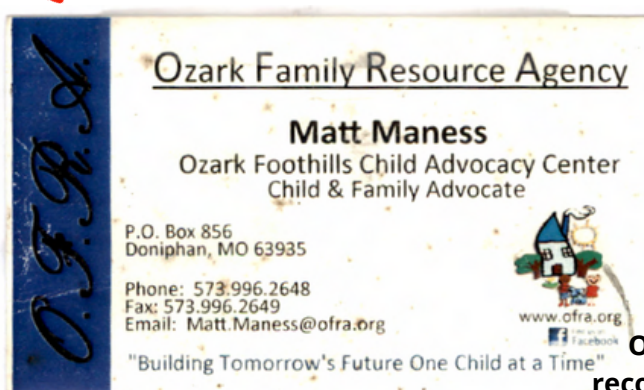 O.F.R.A.
Ozark Family Resource Agency
Matt Maness
Ozark Foothills Child Advocacy Center
Child & Family Advocate
P.O. Box 856
Doniphan, MO 63935
Phone: 573.996.2648
Fax: 573.996.2649
Email: Matt.Maness@ofra.org
www.ofra.org
Facebook
"Building Tomorrow's Future One Child at a Time"